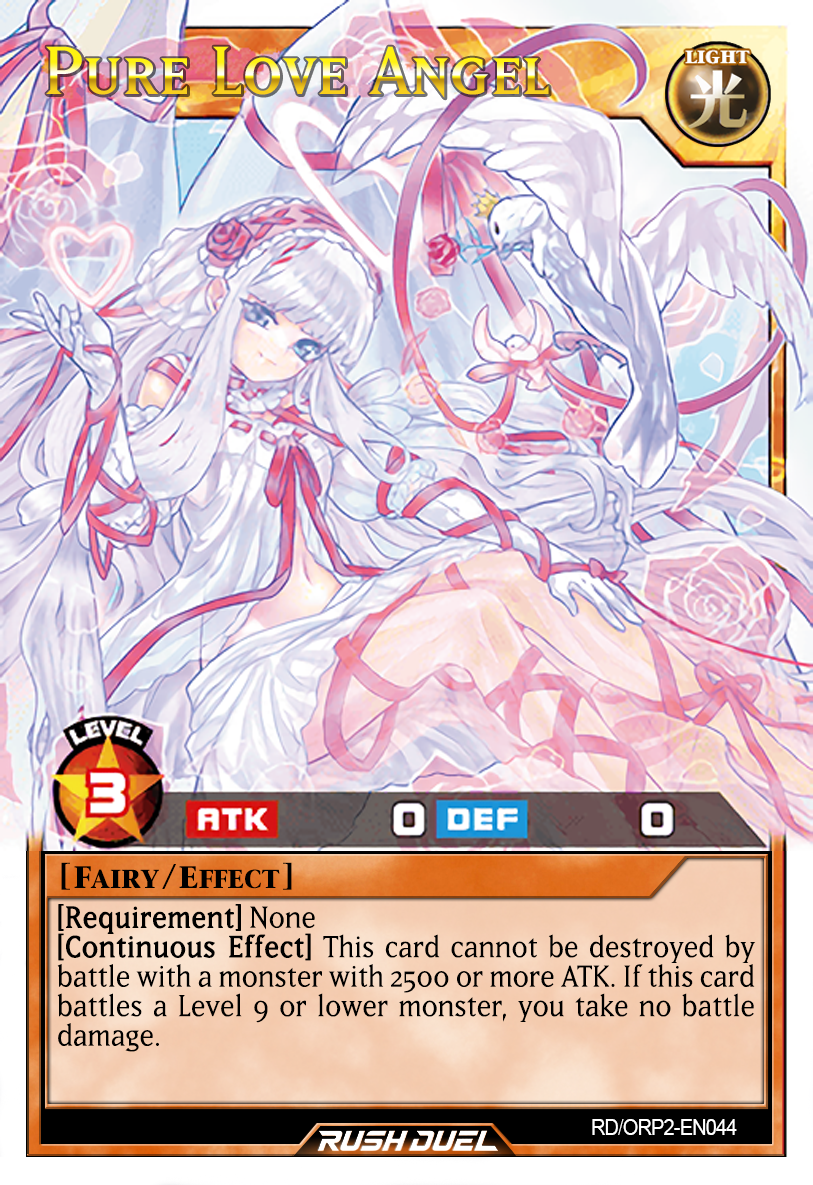 Pure Love Angel
LIGHT
光
LEVEL
3
ATK 0 DEF 0
[Fairy/Effect]
[Requirement] None
[Continuous Effect] This card cannot be destroyed by
battle with a monster with 2500 or more ATK. If this card
battles a Level 9 or lower monster, you take no battle
damage.
RD/ORP2-EN044
RUSH DUEL